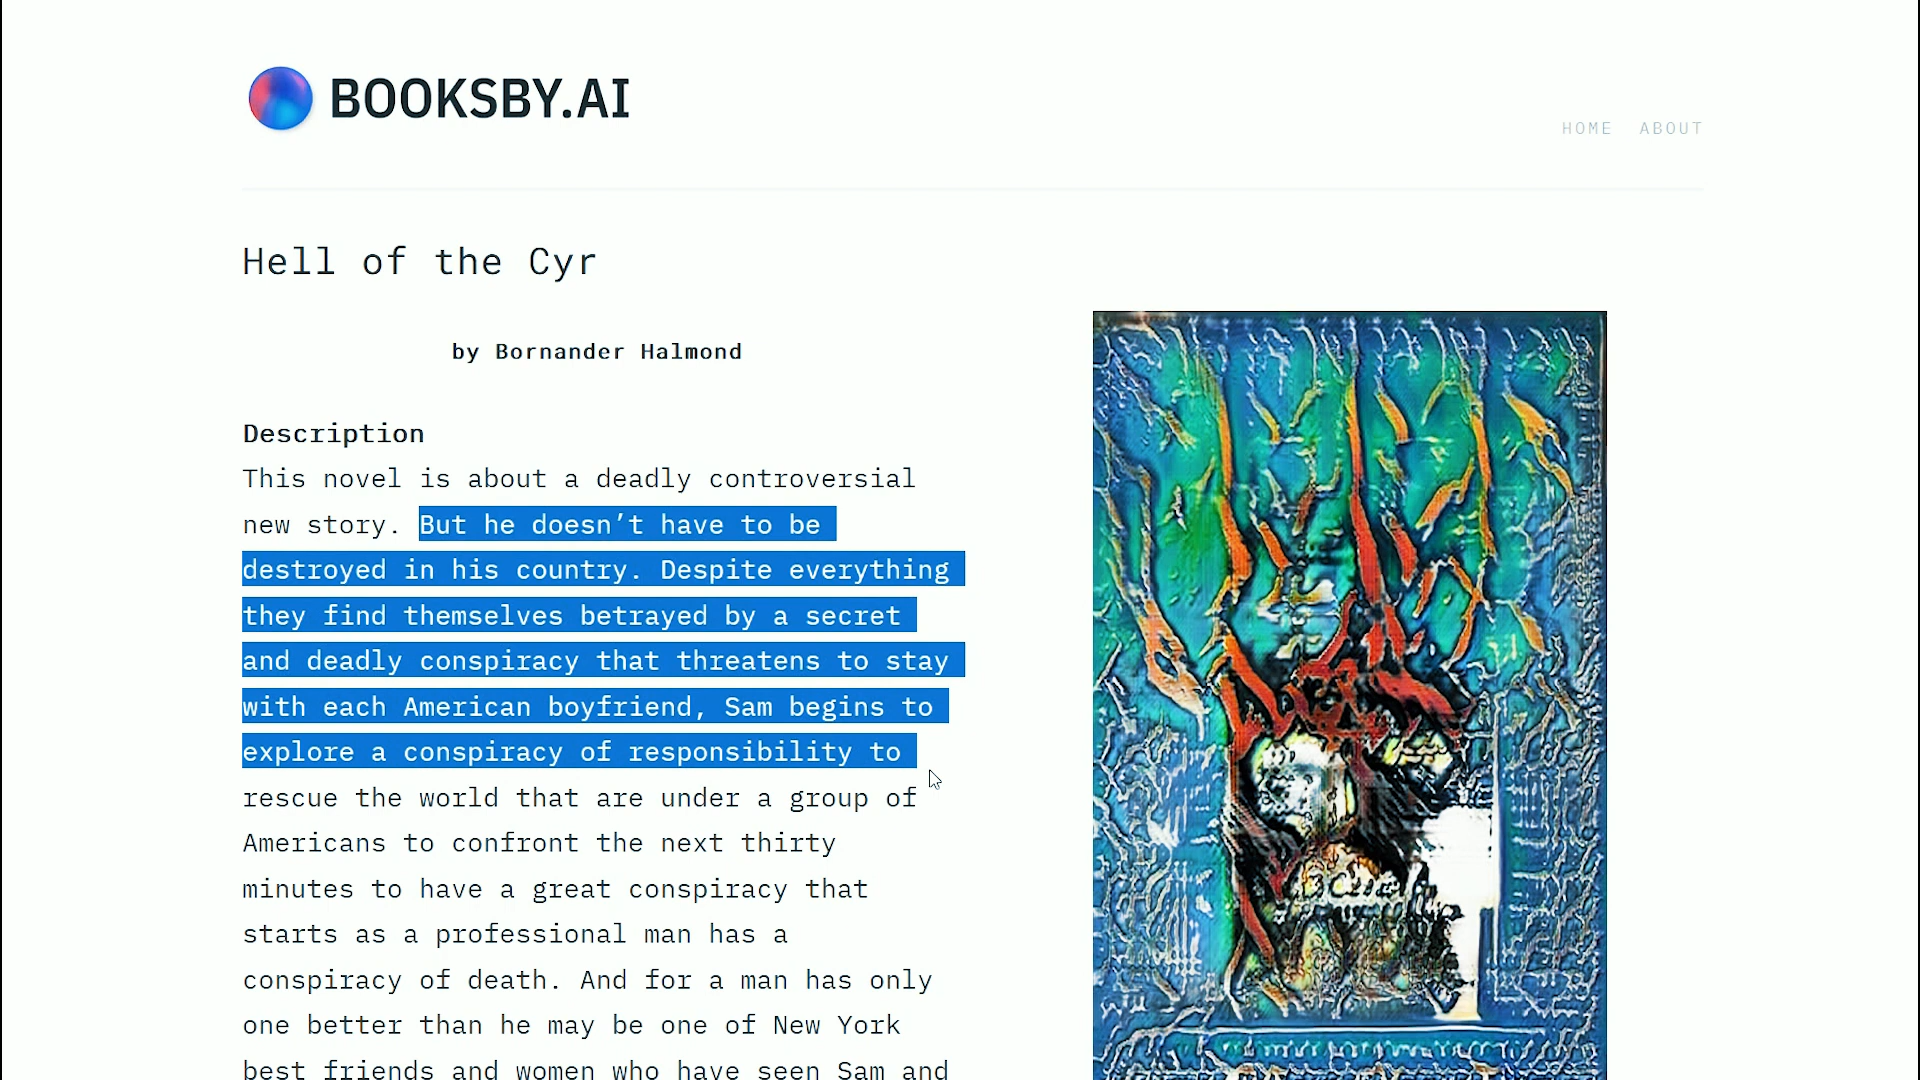 BOOKSBY.AI
HOME ABOUT
Hell of the Cyr
by Bornander Halmond
Description
This novel is about a deadly controversial
new story. But he doesn’t have to be
destroyed in his country. Despite everything
they find themselves betrayed by a secret
and deadly conspiracy that threatens to stay
with each American boyfriend, Sam begins to
explore a conspiracy of responsibility to
rescue the world that are under a group of
Americans to confront the next thirty
minutes to have a great conspiracy that
starts as a professional man has a
conspiracy of death. And for a man has only
one better than he may be one of New York
best friends and women who have seen Sam and